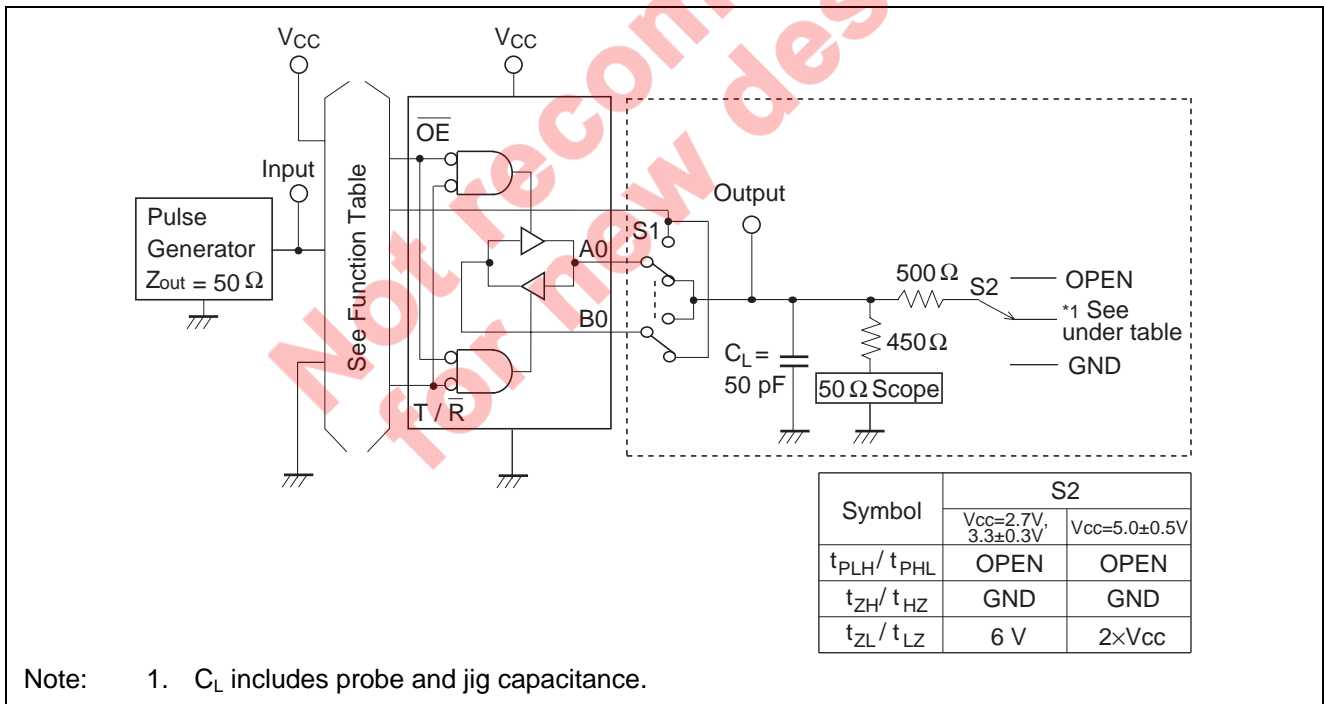 Not recom
for new des
VCC
VCC
OE
Input
Output
Pulse
Generator
Zout = 50 Ω
See Function Table
S1
A0
B0
T / R
500 Ω
S2
OPEN
*1 See
under table
GND
450 Ω
CL =
50 pF
50 Ω Scope
Symbol
S2
Vcc=2.7V,
3.3±0.3V
Vcc=5.0±0.5V
tPLH/ tPHL OPEN OPEN
tZH/ tHZ GND GND
tZL/ tLZ 6 V 2×Vcc
Note: 1. CL includes probe and jig capacitance.